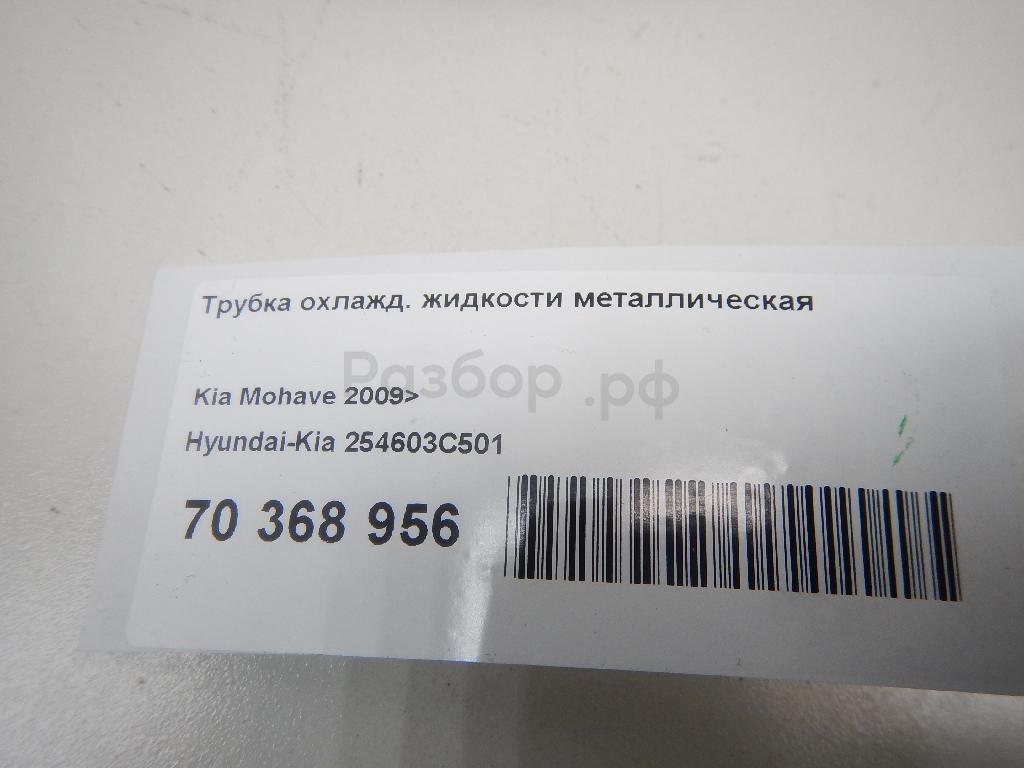 Трубка охлажд. жидкости металлическая
Разбор.рф
Kia Mohave 2009>
Hyundai-Kia 254603C501
70 368 956